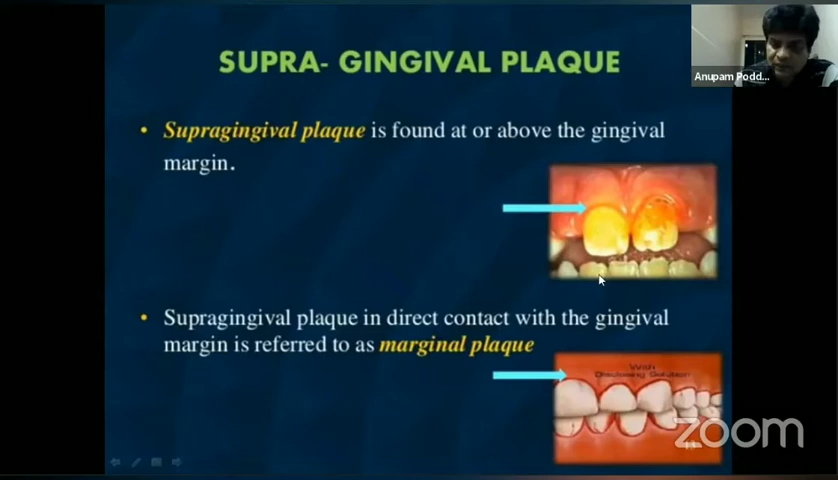 SUPRA- GINGIVAL PLAQUE
Anupam Podd...
• Supragingival plaque is found at or above the gingival
margin.
• Supragingival plaque in direct contact with the gingival
margin is referred to as marginal plaque
With
Disclosing Solution
zoom